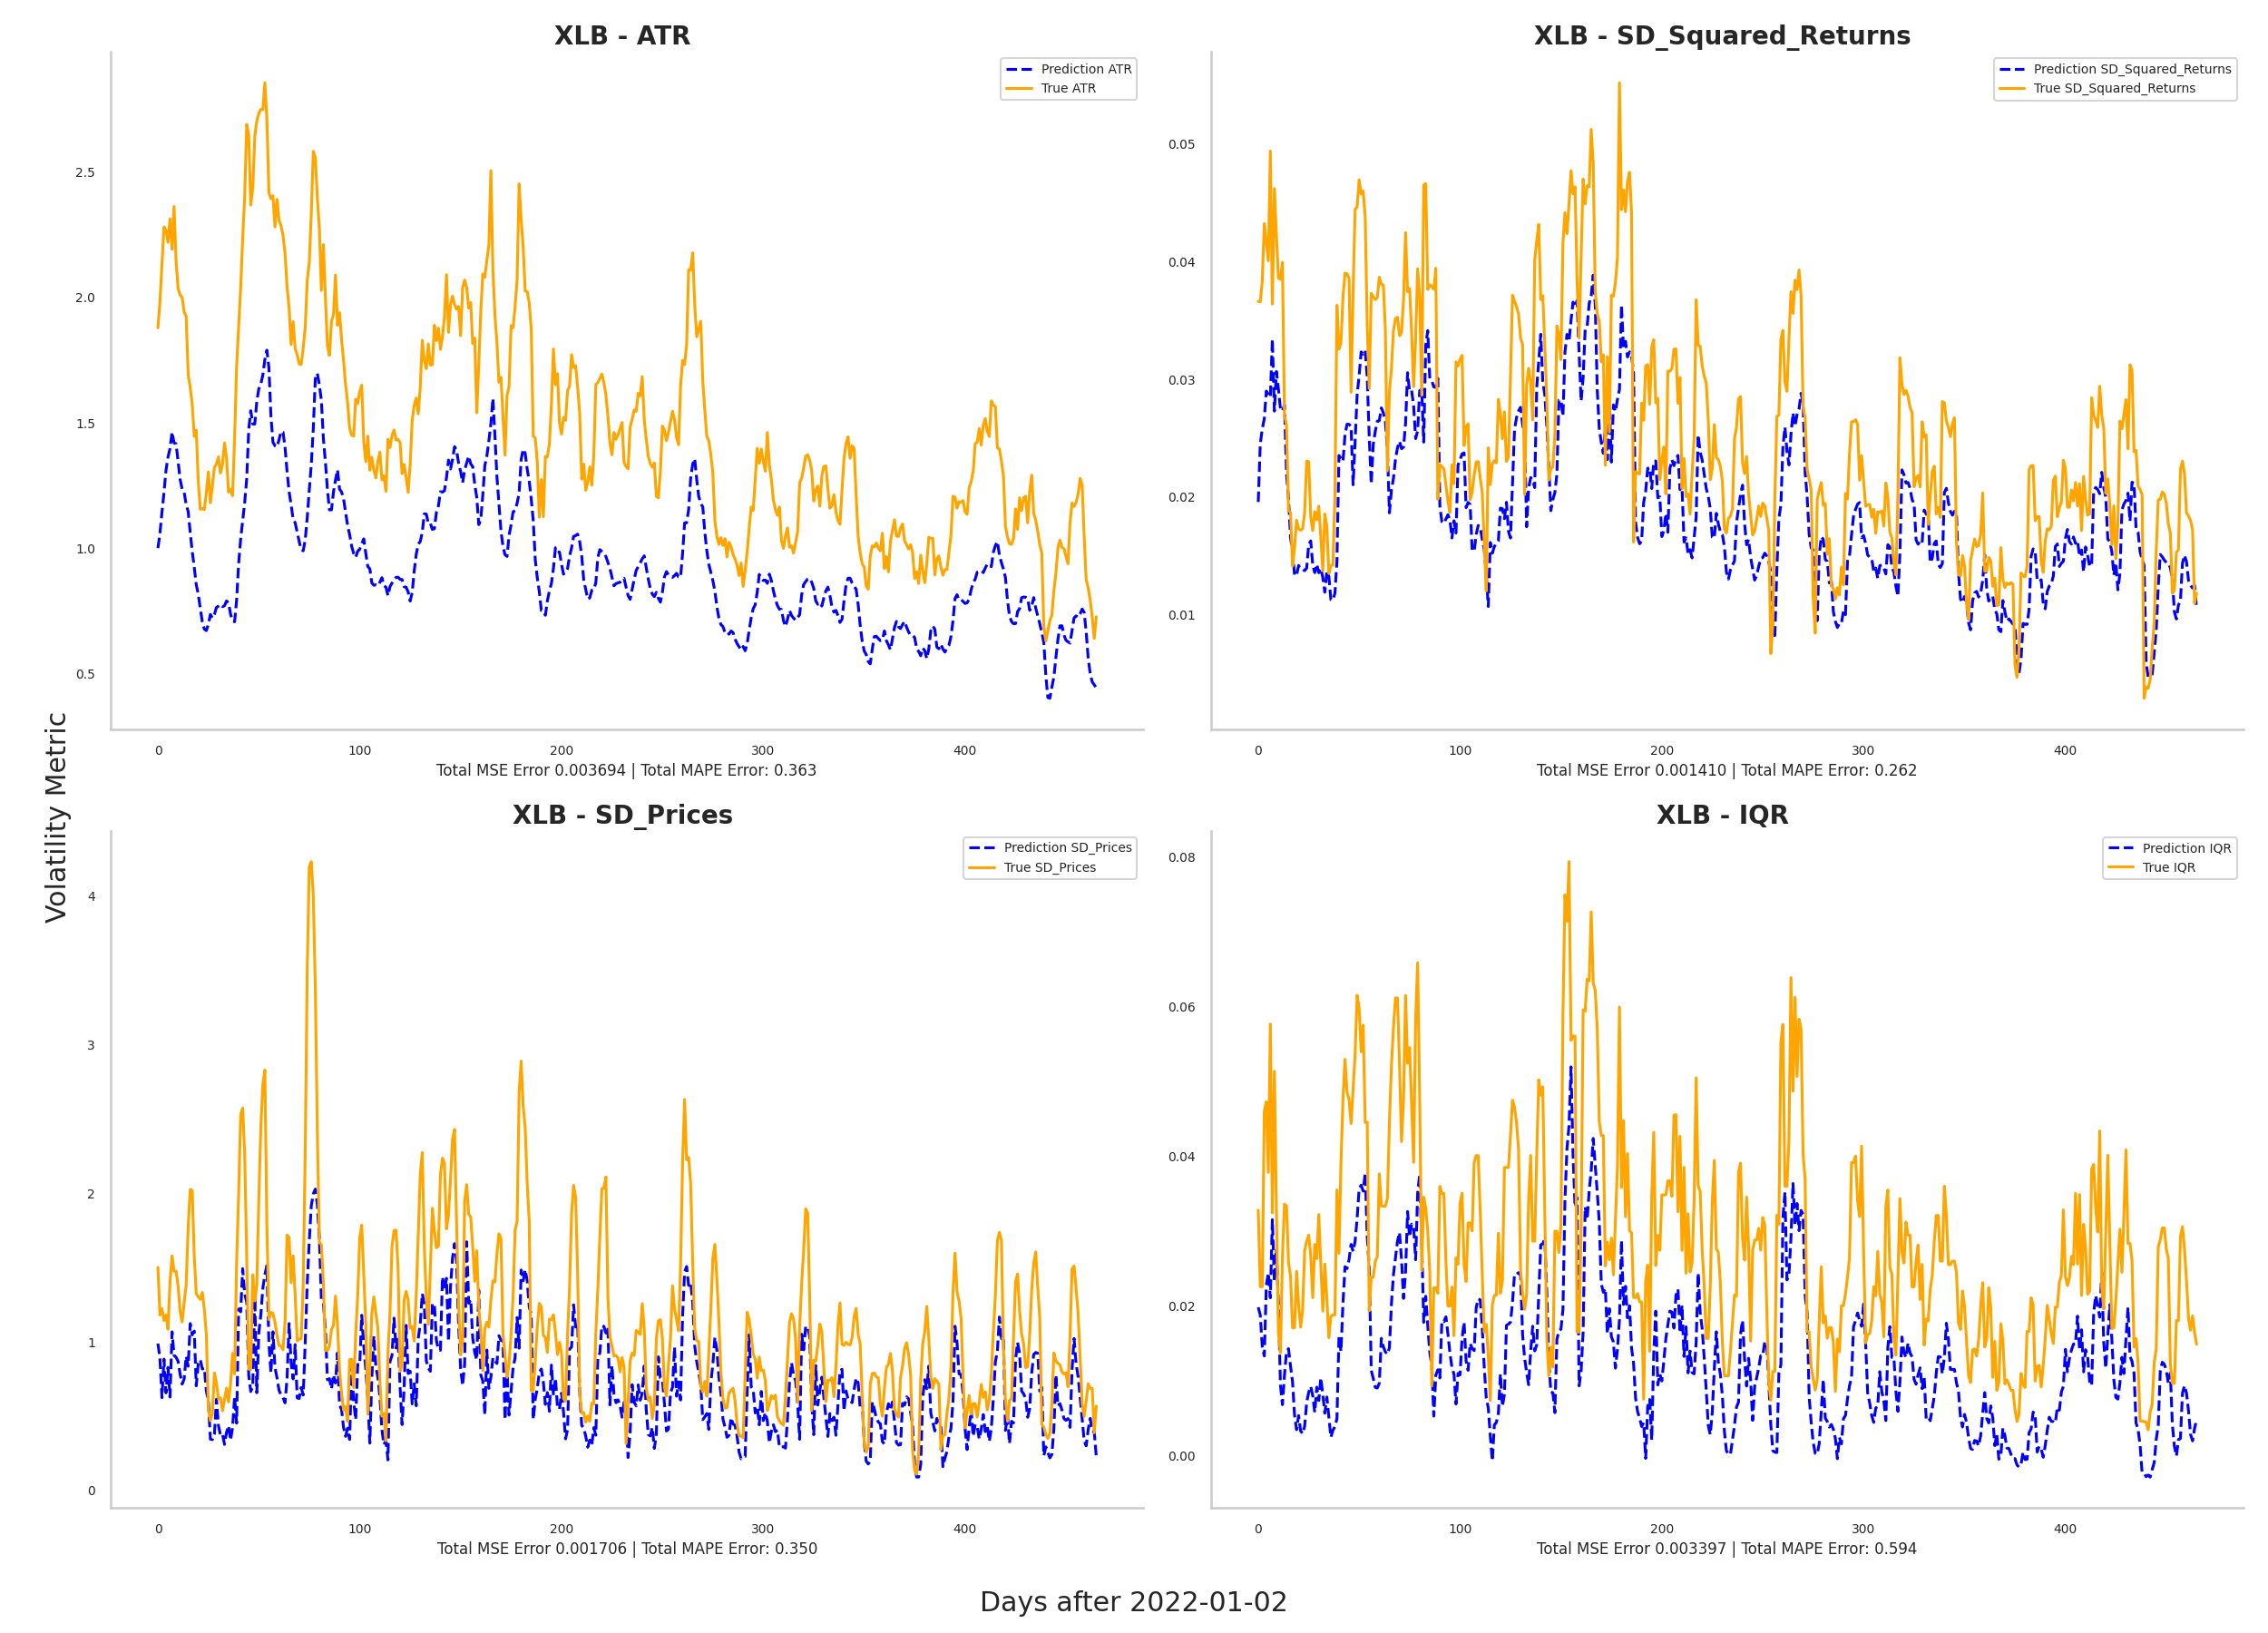 XLB - ATR
Prediction ATR
True ATR
2.5
2.0
1.5
1.0
0.5
0 100 200 300 400
Total MSE Error 0.003694 | Total MAPE Error: 0.363
XLB - SD_Squared_Returns
Prediction SD_Squared_Returns
True SD_Squared_Returns
0.05
0.04
0.03
0.02
0.01
0 100 200 300 400
Total MSE Error 0.001410 | Total MAPE Error: 0.262
Volatility Metric
XLB - SD_Prices
Prediction SD_Prices
True SD_Prices
4
3
2
1
0
0 100 200 300 400
Total MSE Error 0.001706 | Total MAPE Error: 0.350
XLB - IQR
Prediction IQR
True IQR
0.08
0.06
0.04
0.02
0.00
0 100 200 300 400
Total MSE Error 0.003397 | Total MAPE Error: 0.594
Days after 2022-01-02